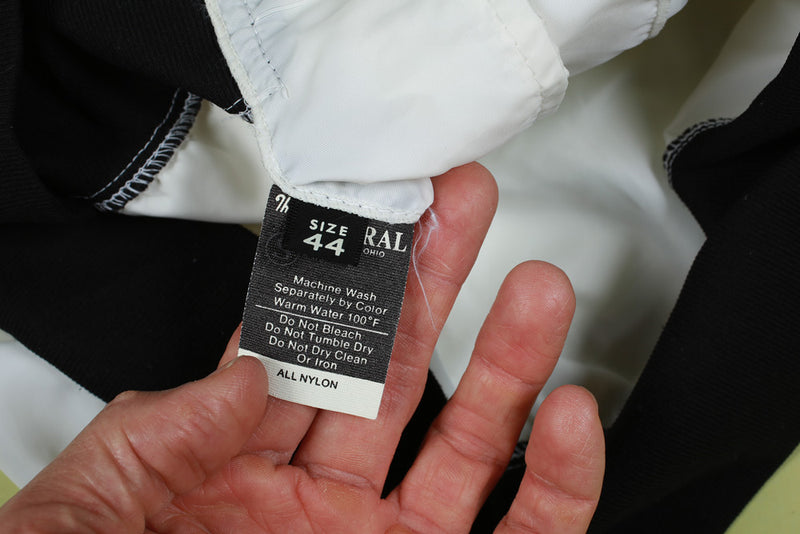 SIZE
44
RAL
OHIO
Machine Wash
Separately by Color
Warm Water 100°F
Do Not Bleach
Do Not Tumble Dry
Do Not Dry Clean
Or Iron
ALL NYLON